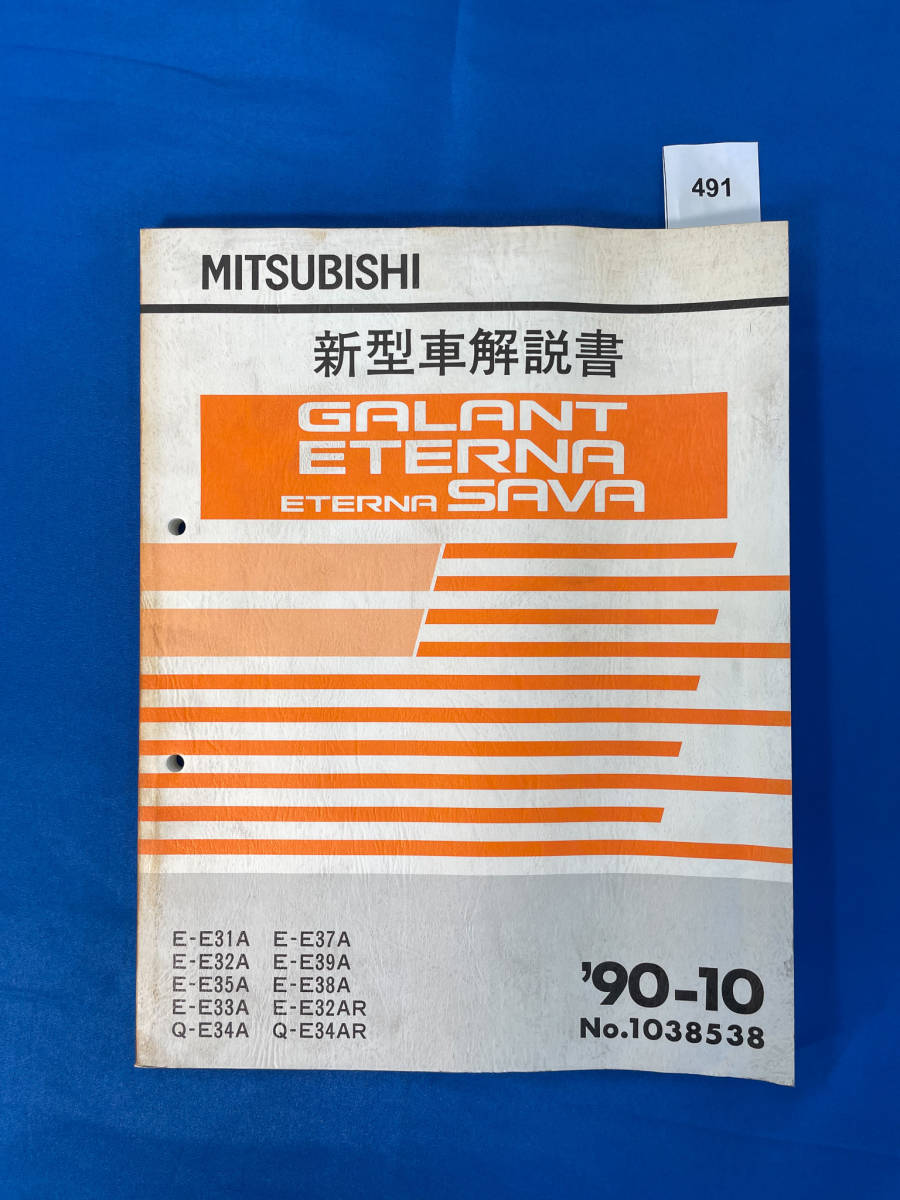 491
MITSUBISHI
新型車解説書
GALANT
ETERNA
ETERNA SAVA
E-E31A E-E37A
E-E32A E-E39A
E-E35A E-E38A
E-E33A E-E32AR
Q-E34A Q-E34AR
'90-10
No.1038538